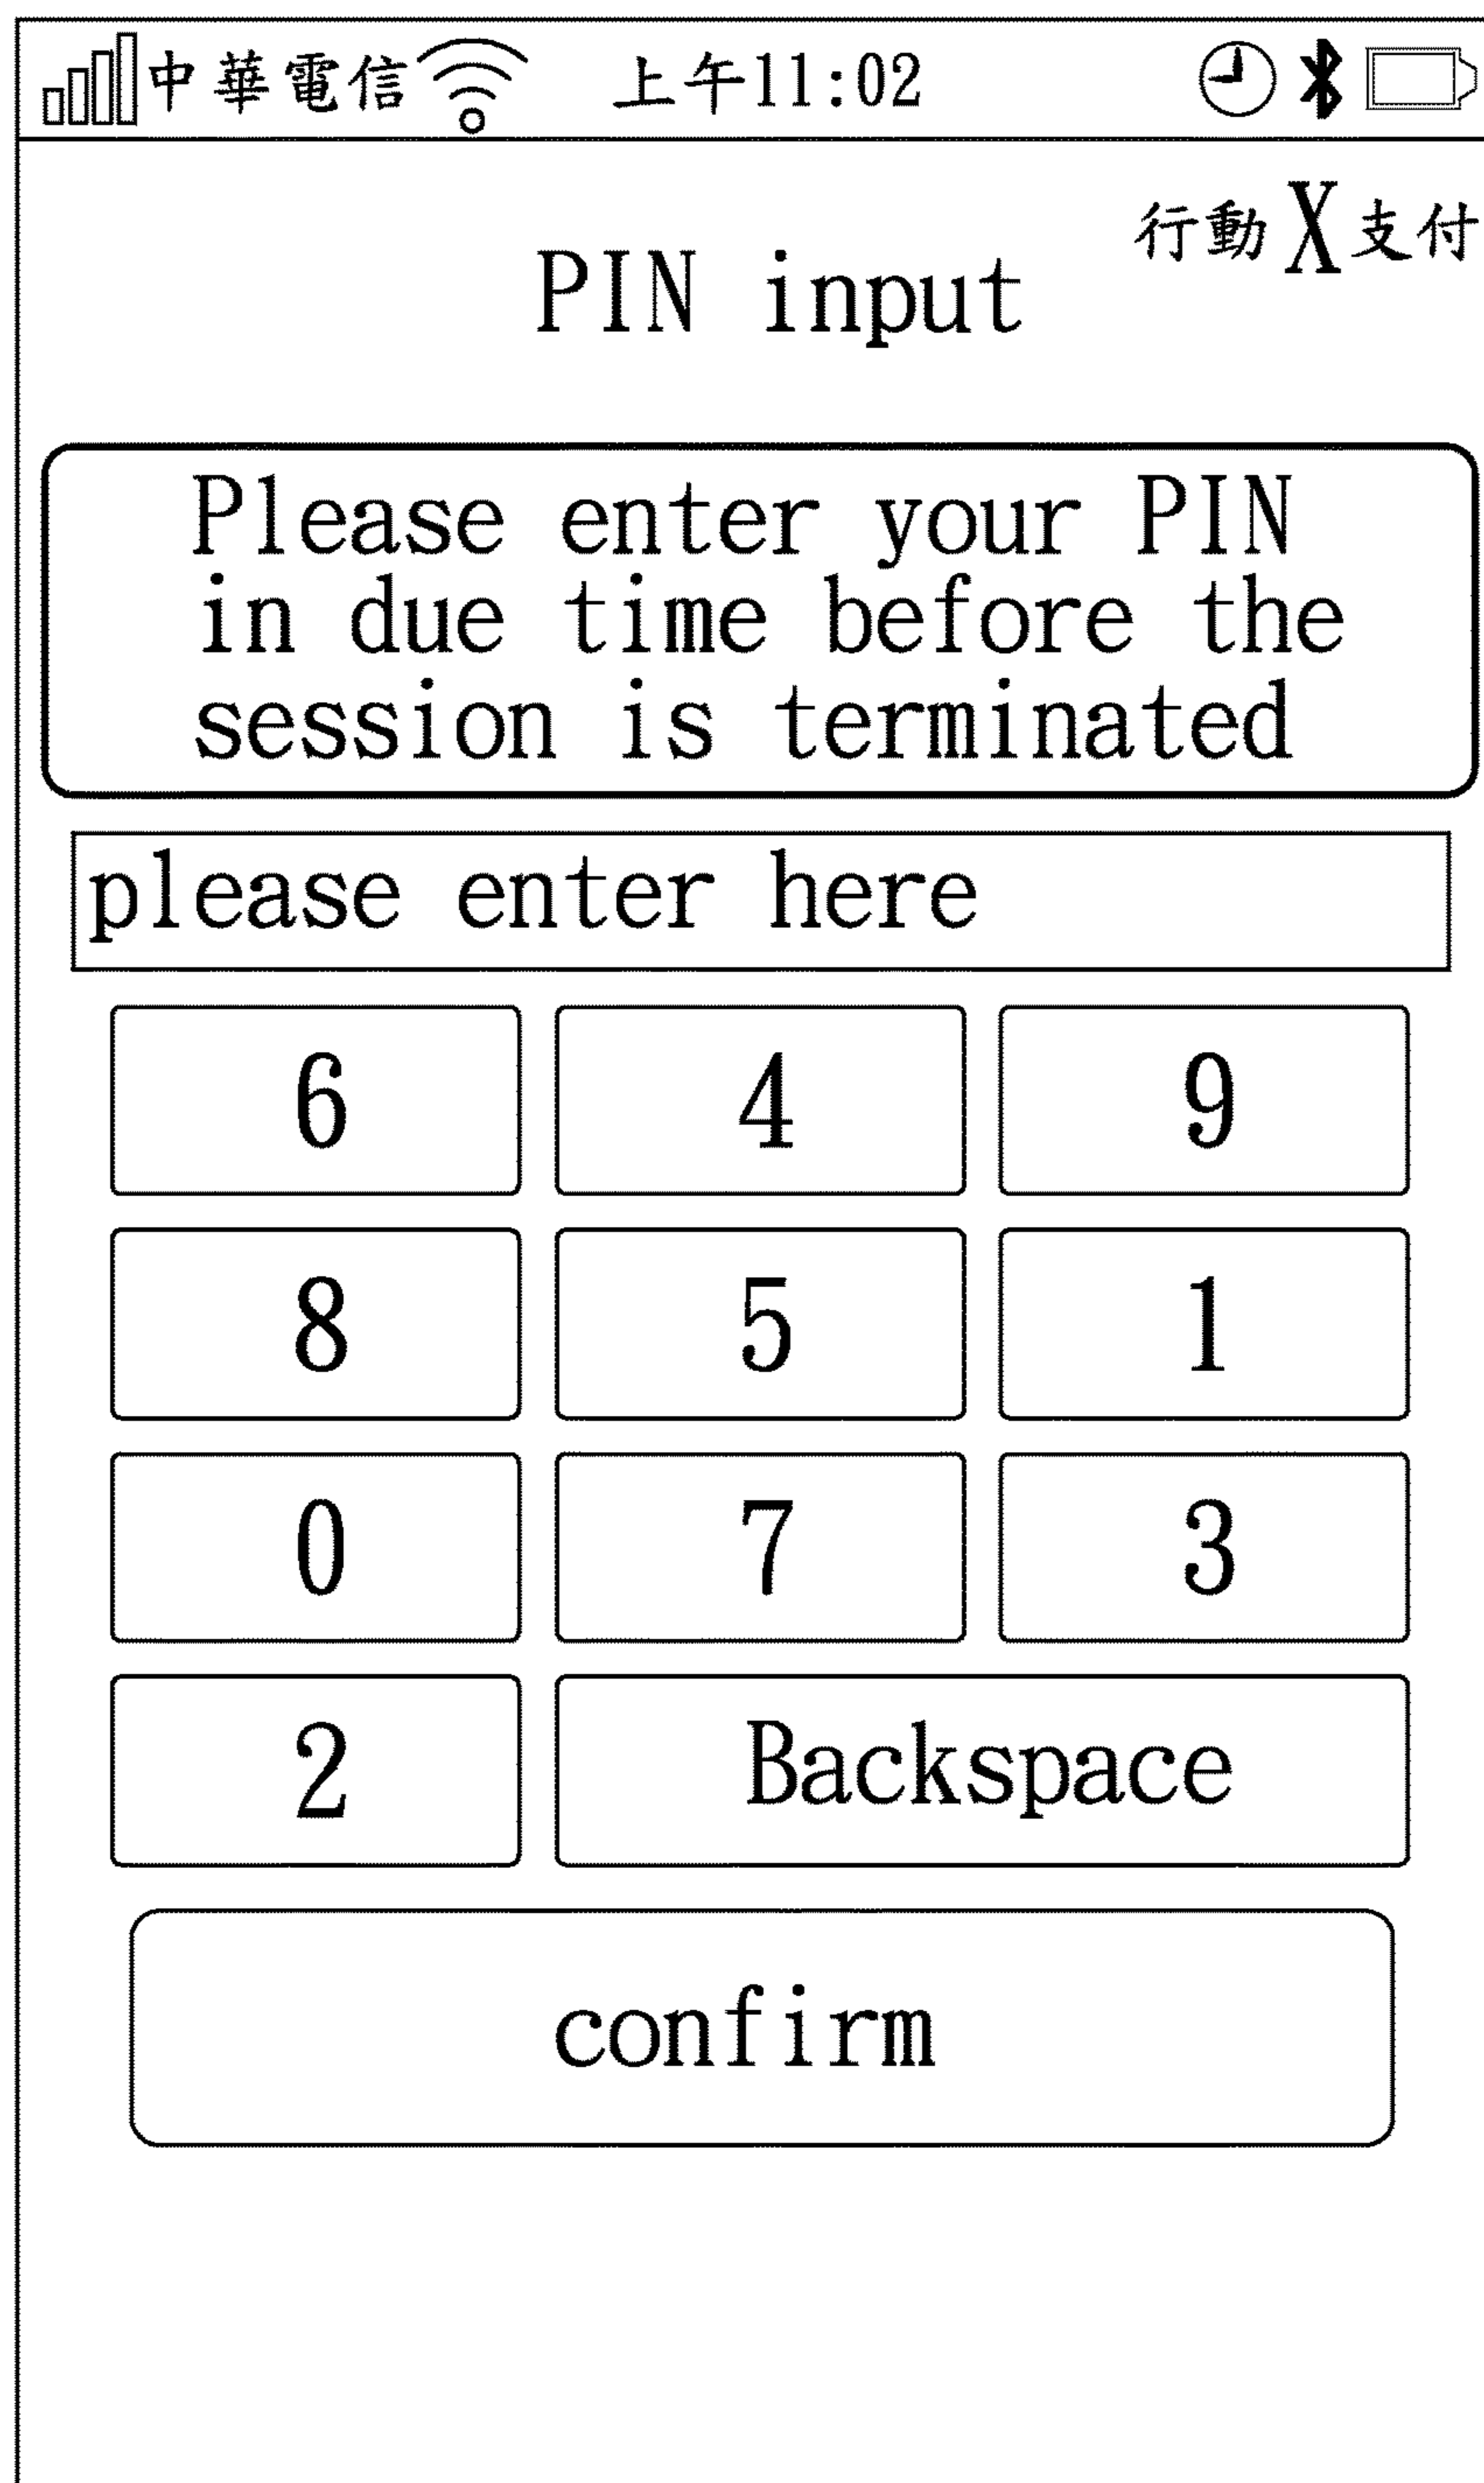 中華電信 上午11:02
行動X支付
PIN input
Please enter your PIN
in due time before the
session is terminated
please enter here
6 4 9
8 5 1
0 7 3
2 Backspace
confirm